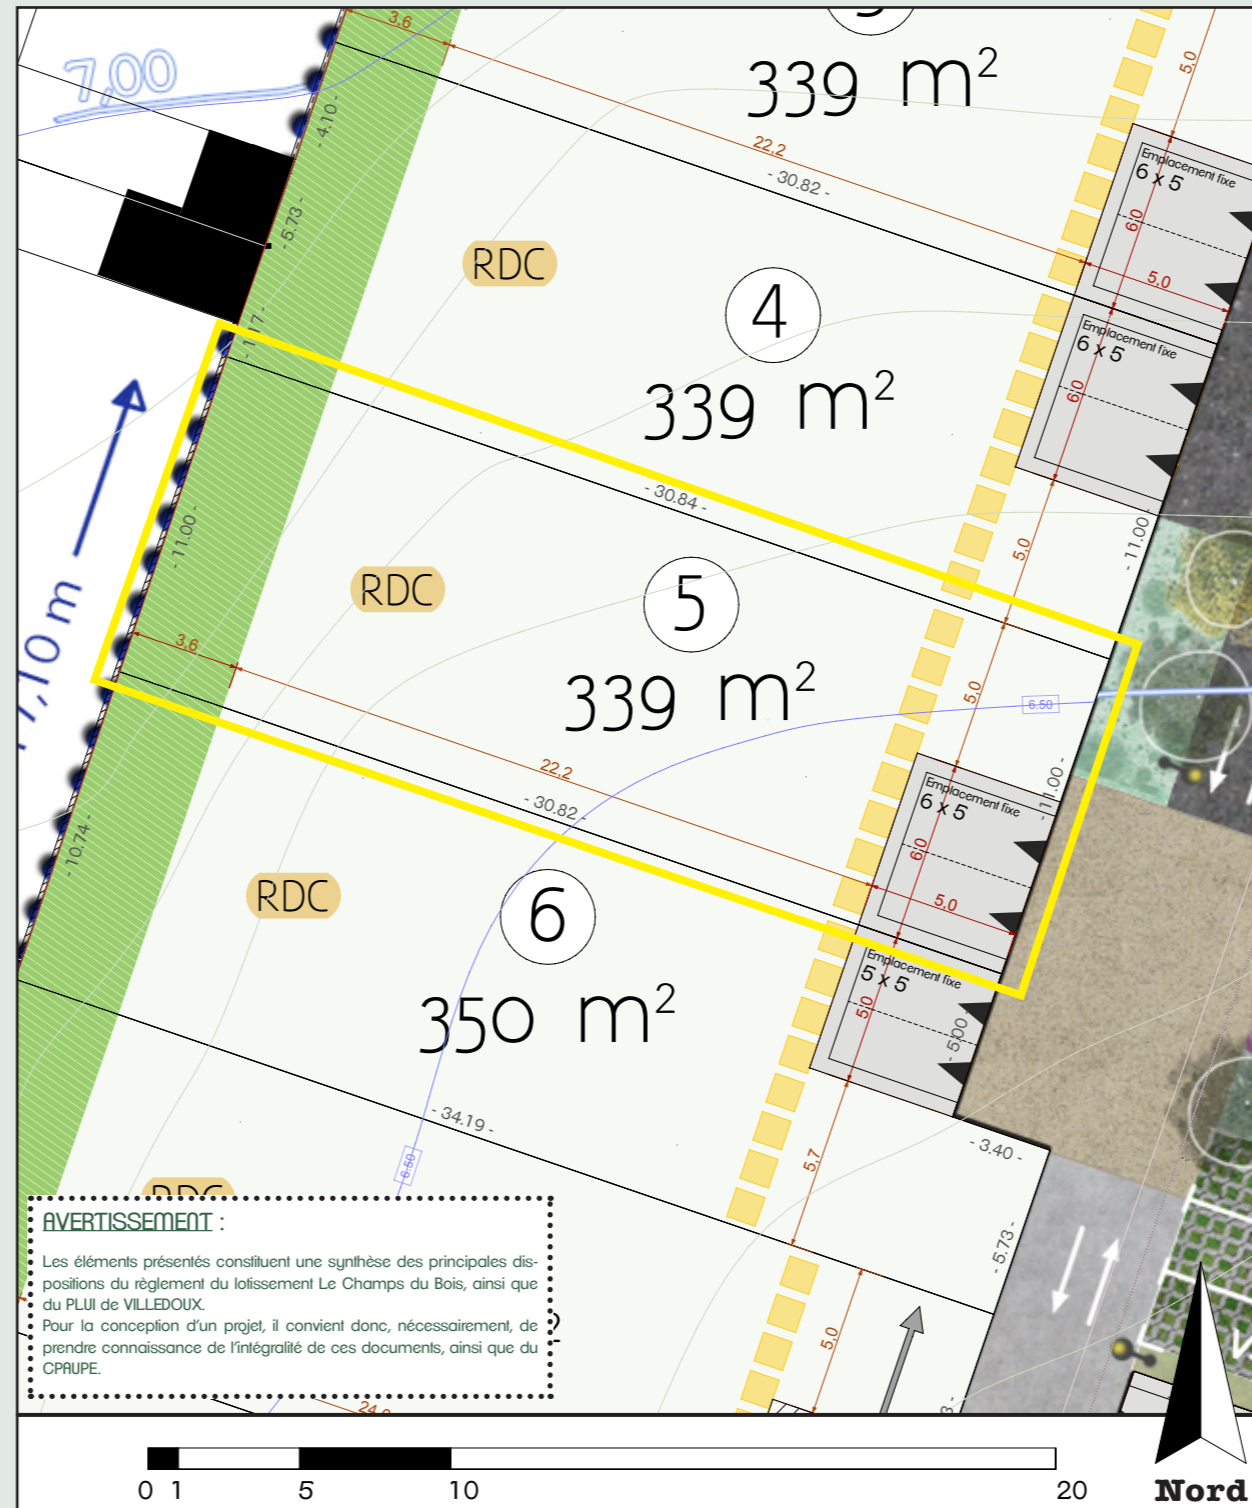 3,6
339 m²
5,0
7,00
- 4.10 -
22,2
- 30.82 -
Emplacement fixe
6 x 5
6,0
5,0
- 5.73 -
RDC
4
339 m²
Emplacement fixe
6 x 5
6,0
- 1.17 -
- 30.84 -
5,0
- 11.00 -
- 11.00 -
RDC
5
339 m²
3,6
5,0
6.50
22,2
- 30.82 -
Emplacement fixe
6 x 5
6,0
5,0
- 11.00 -
- 10.74 -
RDC
6
350 m²
Emplacement fixe
5 x 5
5,0
- 5.00 -
- 34.19 -
- 3.40 -
6.50
5,7
- 5.73 -
5,0
RDC
AVERTISSEMENT :
Les éléments présentés constituent une synthèse des principales dis-
positions du règlement du lotissement Le Champs du Bois, ainsi que
du PLUI de VILLEDOUX.
Pour la conception d'un projet, il convient donc, nécessairement, de
prendre connaissance de l'intégralité de ces documents, ainsi que du
CPAUPE.
0 1 5 10 20
Nord